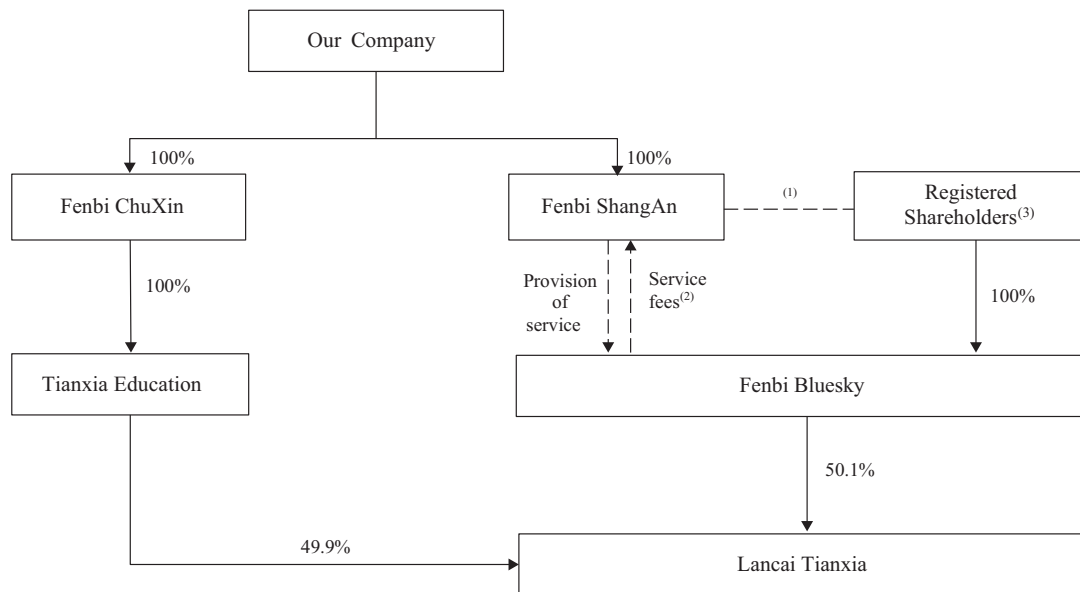 Our Company
100%
100%
Fenbi ChuXin
Fenbi ShangAn
(1)
Registered
Shareholders(3)
100%
Provision
of
service
Service
fees(2)
100%
Tianxia Education
Fenbi Bluesky
50.1%
49.9%
Lancai Tianxia